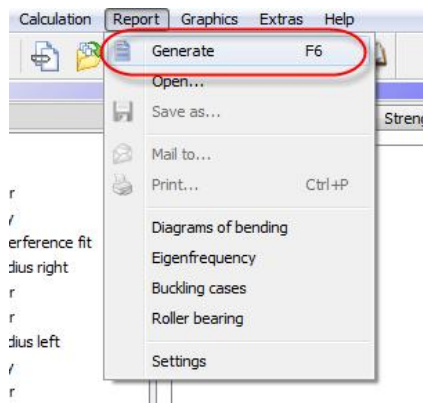 Calculation Report Graphics Extras Help
Generate F6
Open...
Save as...
Streng
Mail to...
Print... Ctrl+P
r
y
erference fit
dius right
r
r
dius left
y
r
Diagrams of bending
Eigenfrequency
Buckling cases
Roller bearing
Settings